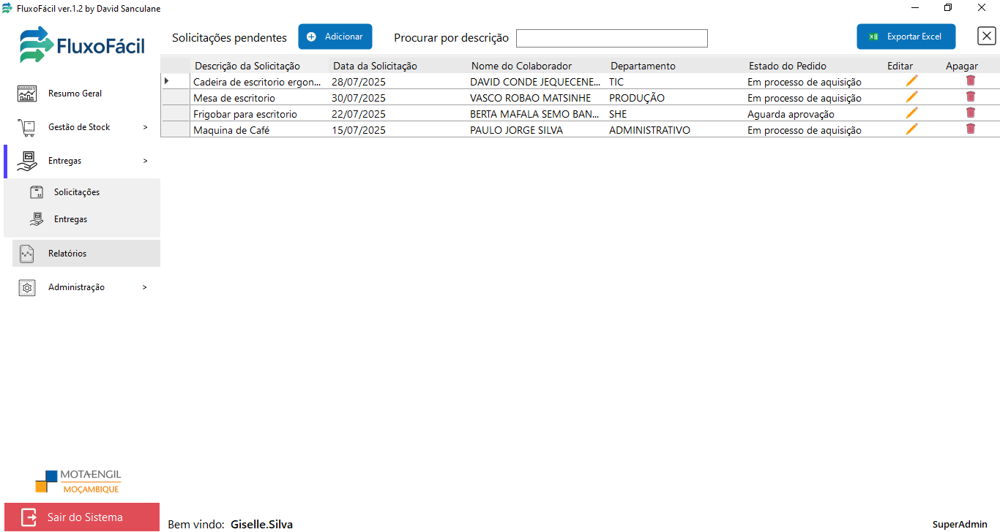 FluxoFácil ver.1.2 by David Sanculane
FluxoFácil
Solicitações pendentes
Adicionar
Procurar por descrição
Exportar Excel
Descrição da Solicitação Data da Solicitação Nome do Colaborador Departamento Estado do Pedido Editar Apagar
Cadeira de escritorio ergon... 28/07/2025 DAVID CONDE JEQUECENE... TIC Em processo de aquisição
Mesa de escritorio 30/07/2025 VASCO ROBAO MATSINHE PRODUÇÃO Em processo de aquisição
Frigobar para escritorio 22/07/2025 BERTA MAFALA SEMO BAN... SHE Aguarda aprovação
Maquina de Café 15/07/2025 PAULO JORGE SILVA ADMINISTRATIVO Em processo de aquisição
Resumo Geral
Gestão de Stock >
Entregas >
Solicitações
Entregas
Relatórios
Administração >
MOTA-ENGIL
MOÇAMBIQUE
Sair do Sistema
Bem vindo: Giselle.Silva
SuperAdmin